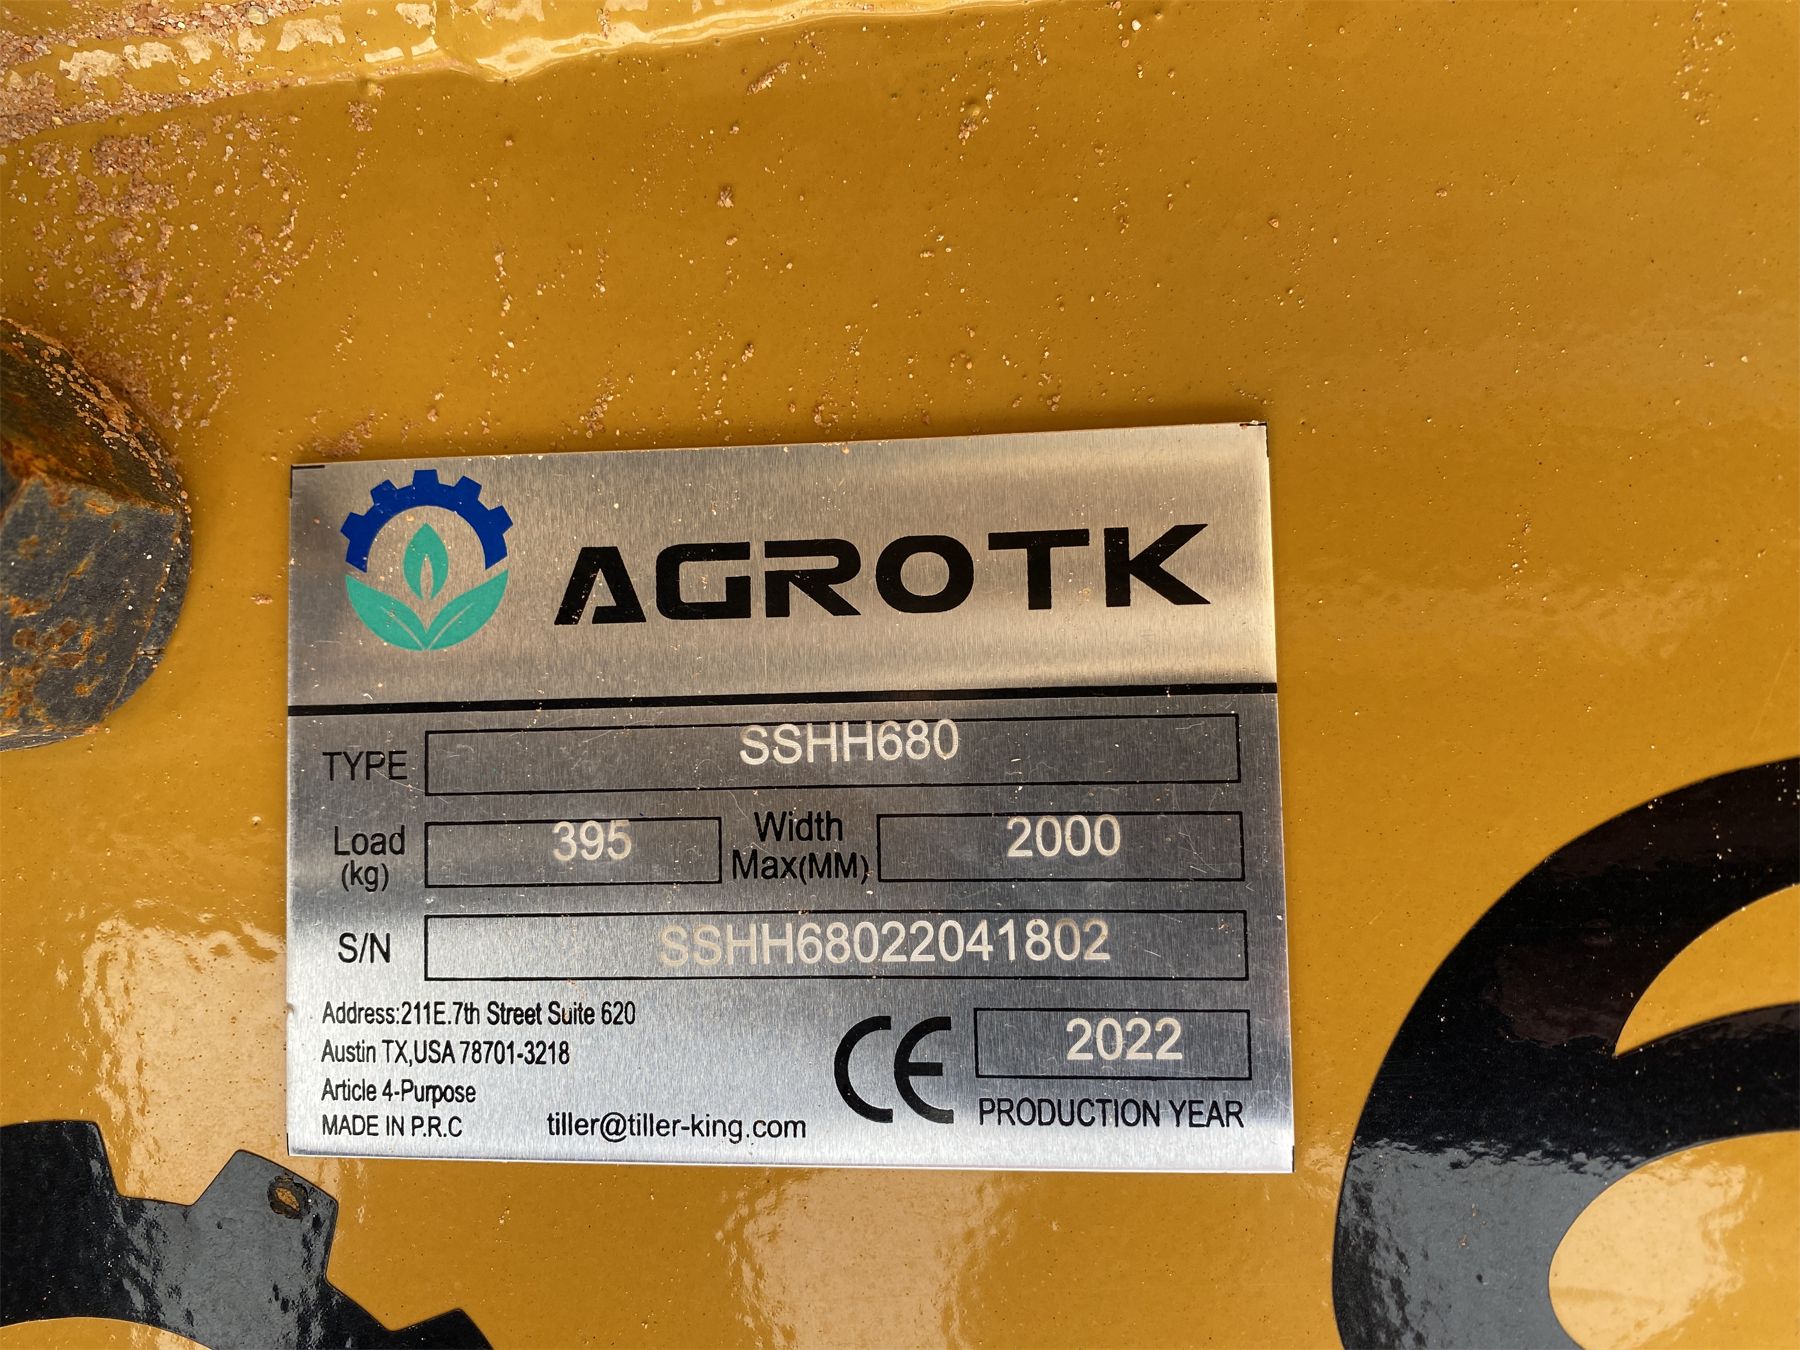 AGROTK
TYPE SSHH680
Load (kg) 395 Width Max(MM) 2000
S/N SSHH68022041802
Address:211E.7th Street Suite 620
Austin TX,USA 78701-3218
Article 4-Purpose
MADE IN P.R.C
tiller@tiller-king.com
CE 2022
PRODUCTION YEAR